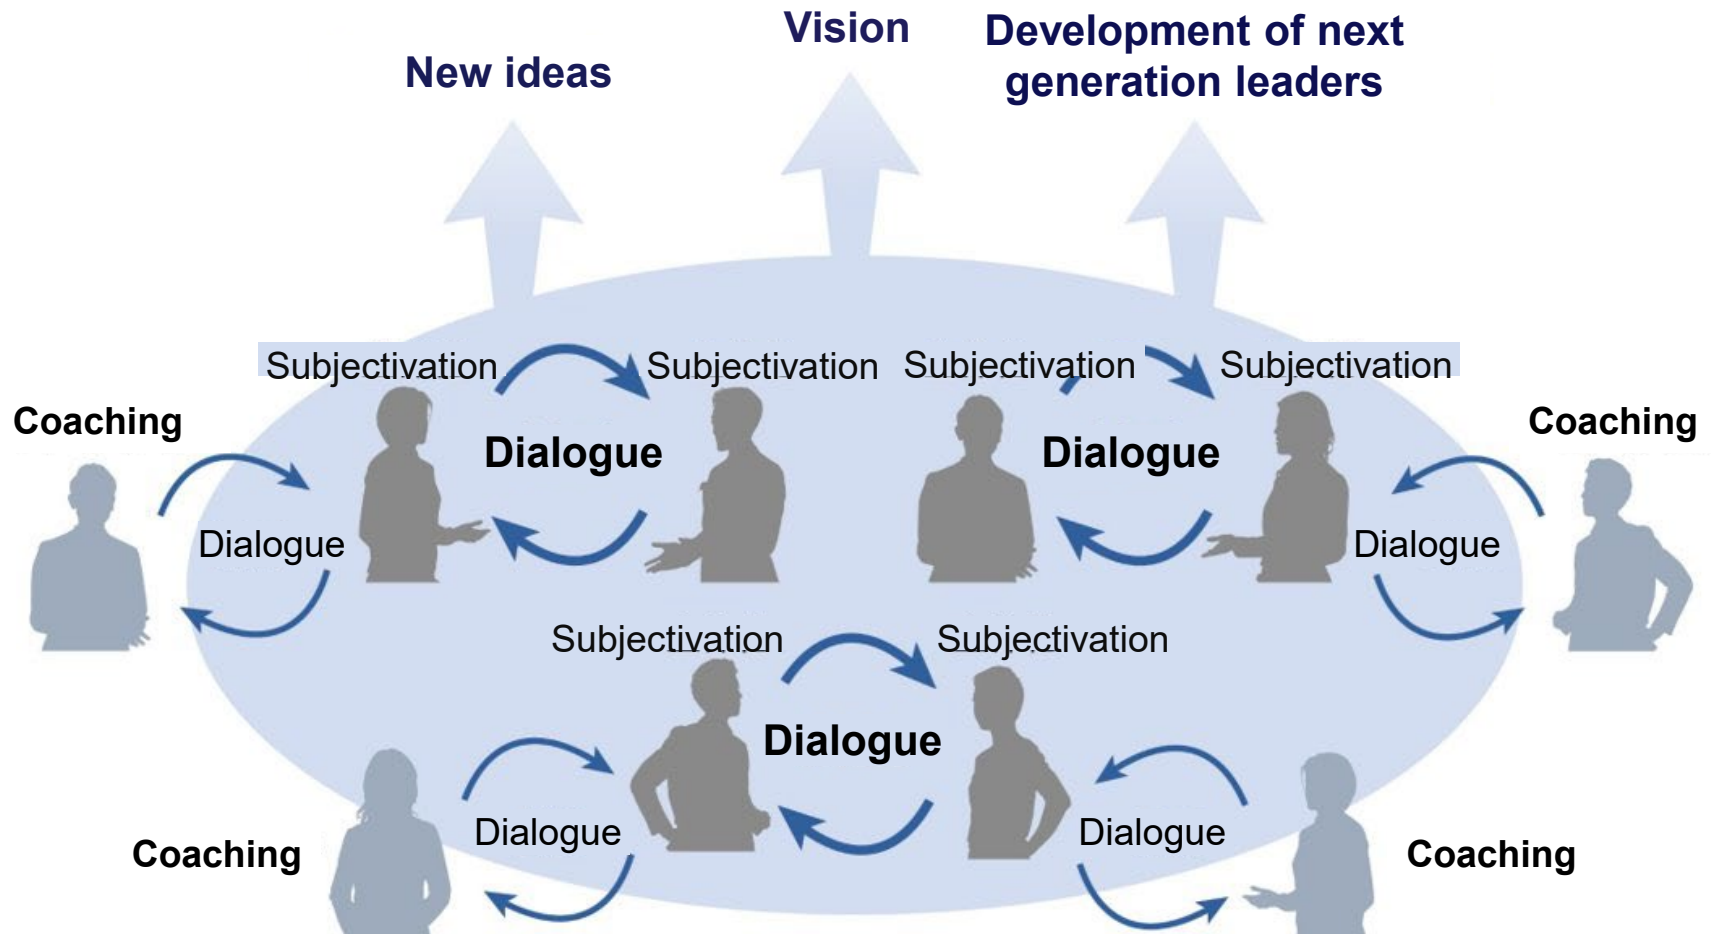 Vision
Development of next
generation leaders
New ideas
Subjectivation
Subjectivation
Subjectivation
Subjectivation
Coaching
Coaching
Dialogue
Dialogue
Dialogue
Dialogue
Subjectivation
Subjectivation
Dialogue
Dialogue
Dialogue
Coaching
Coaching